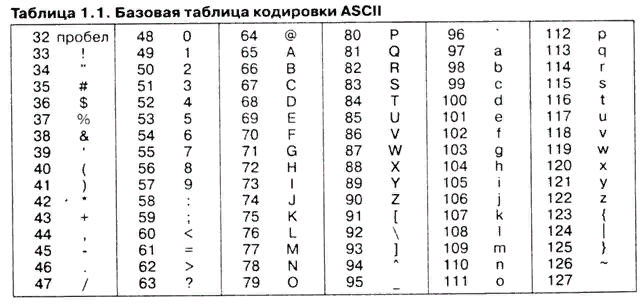 Таблица 1.1. Базовая таблица кодировки ASCII
32 пробел 48 0 64 @ 80 P 96 ` 112 p
33 ! 49 1 65 A 81 Q 97 a 113 q
34 " 50 2 66 B 82 R 98 b 114 r
35 # 51 3 67 C 83 S 99 c 115 s
36 $ 52 4 68 D 84 T 100 d 116 t
37 % 53 5 69 E 85 U 101 e 117 u
38 & 54 6 70 F 86 V 102 f 118 v
39 ' 55 7 71 G 87 W 103 g 119 w
40 ( 56 8 72 H 88 X 104 h 120 x
41 ) 57 9 73 I 89 Y 105 i 121 y
42 * 58 : 74 J 90 Z 106 j 122 z
43 + 59 ; 75 K 91 [ 107 k 123 {
44 , 60 < 76 L 92 \ 108 l 124 |
45 - 61 = 77 M 93 ] 109 m 125 }
46 . 62 > 78 N 94 ^ 110 n 126 ~
47 / 63 ? 79 O 95 _ 111 o 127